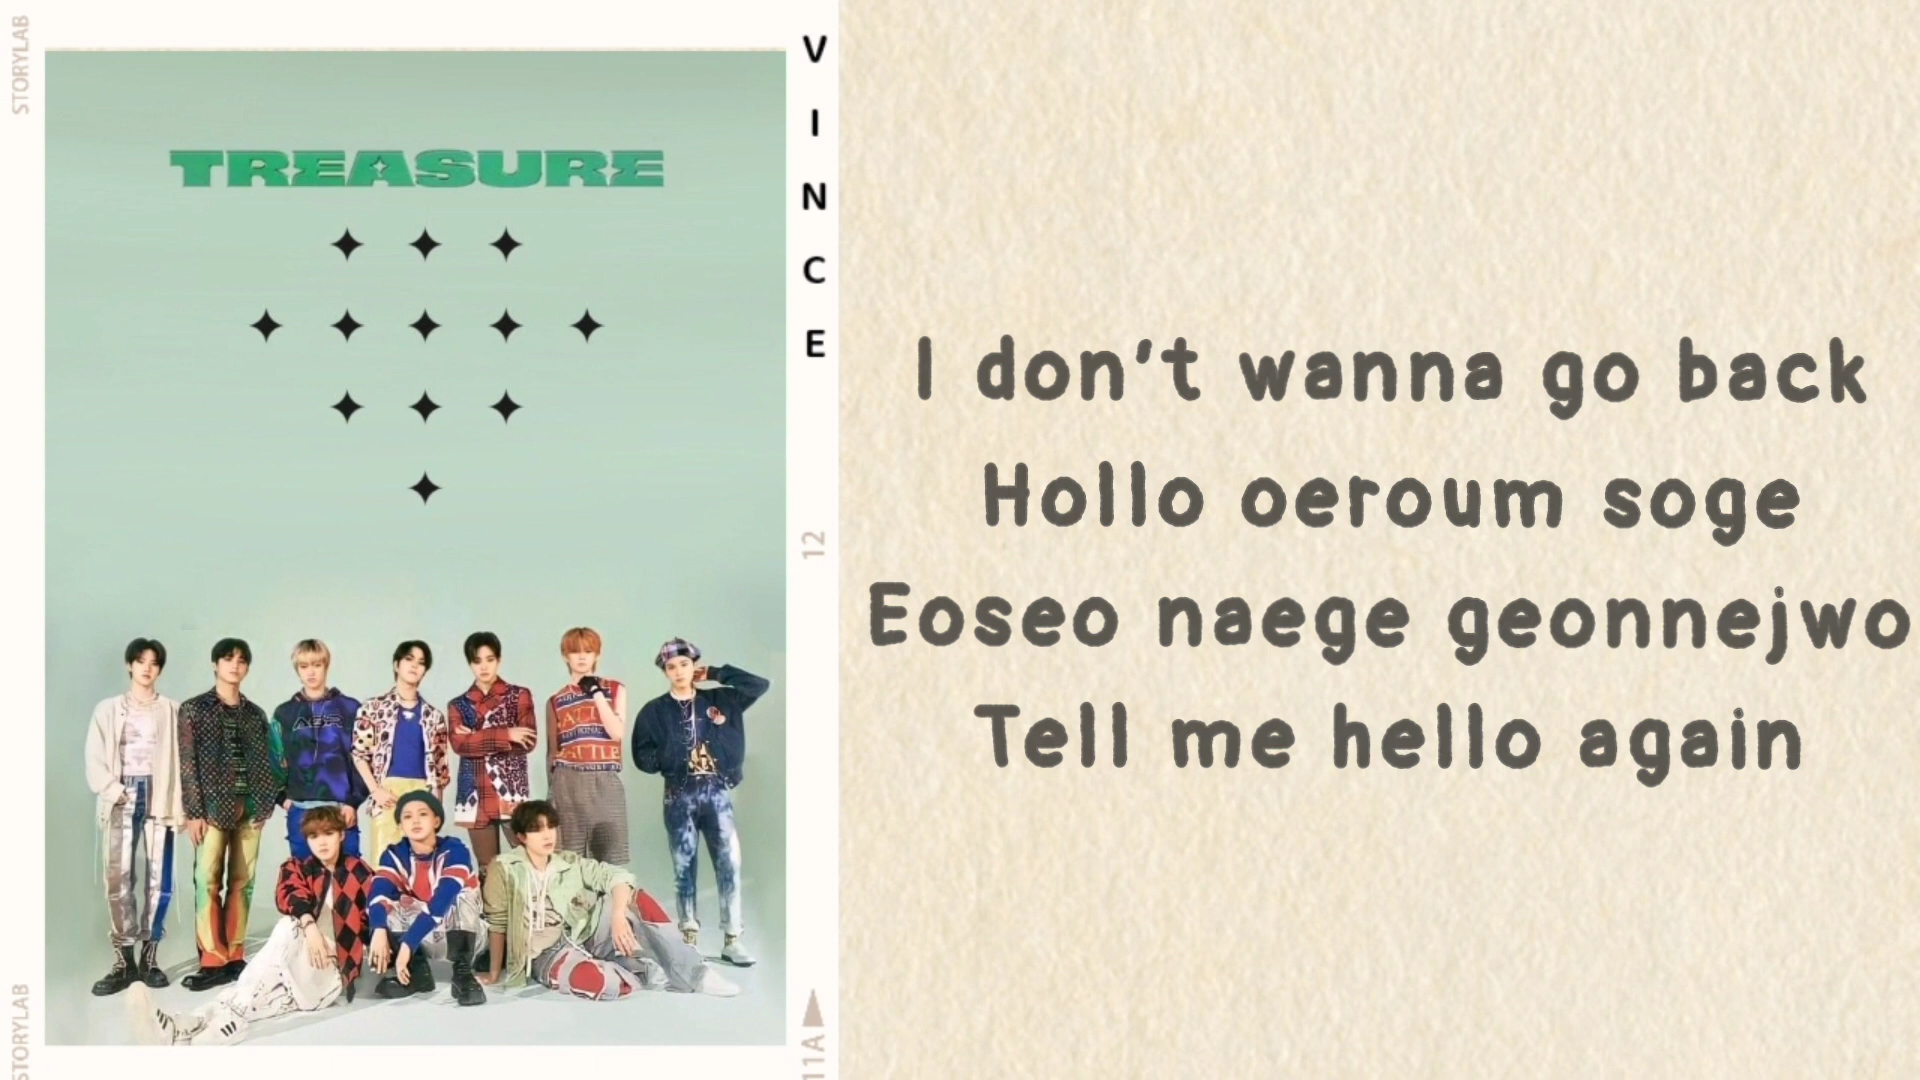 STORYLAB
TREASURE
VINCE
12
11A
STORYLAB
I don't wanna go back
Hollo oeroum soge
Eoseo naege geonnejwo
Tell me hello again